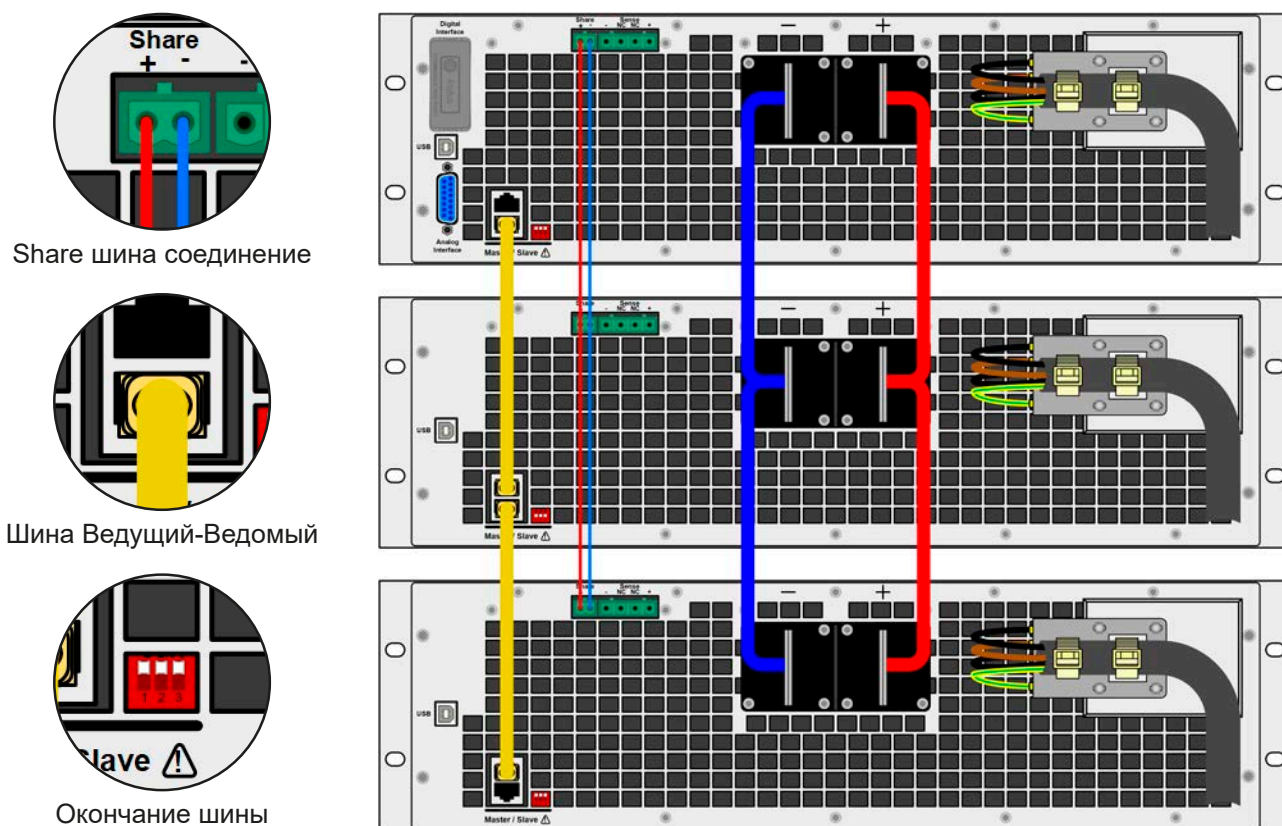 Share
+ - -
Share шина соединение
Шина Ведущий-Ведомый
1 2 3
Slave ⚠
Окончание шины
Digital
Interface
Share
+ -
Sense
- NC NC +
− +
USB
Analog
Interface
Master / Slave ⚠
Share
Sense
- NC NC +
− +
USB
Master / Slave ⚠
Share
Sense
- NC NC +
− +
USB
Master / Slave ⚠